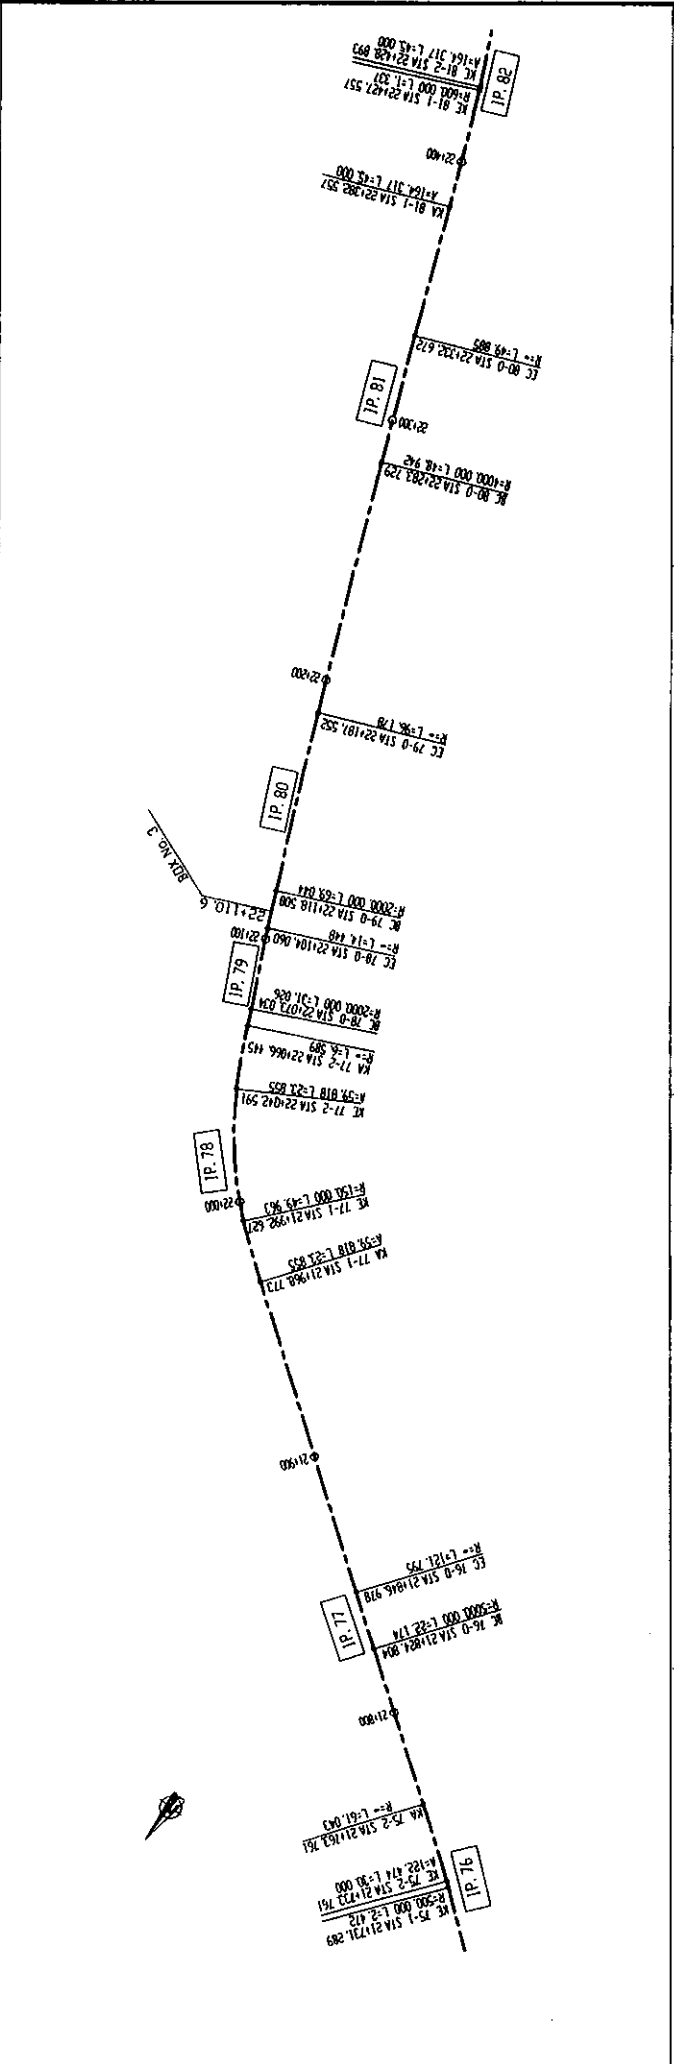 KE 81-2 STA 22+428. 893
A=164. 317 L=45. 000
KE 81-1 STA 22+427. 557
R=600. 000 L=1. 337
IP. 82
22+400
KA 81-1 STA 22+382. 557
A=164. 317 L=45. 000
EC 80-0 STA 22+332. 672
R=∞ L=49. 885
IP. 81
22+300
BC 80-0 STA 22+283. 729
R=4000. 000 L=48. 942
22+200
EC 79-0 STA 22+187. 552
R=∞ L=96. 178
IP. 80
BOX No. 3
22+110. 6
BC 79-0 STA 22+118. 508
R=2000. 000 L=69. 044
22+100
EC 78-0 STA 22+104. 060
R=∞ L=14. 448
IP. 79
BC 78-0 STA 22+073. 034
R=2000. 000 L=31. 026
KA 77-2 STA 22+066. 445
R=∞ L=6. 589
KE 77-2 STA 22+042. 591
A=59. 818 L=23. 855
IP. 78
22+000
KE 77-1 STA 21+992. 627
R=150. 000 L=49. 963
KA 77-1 STA 21+968. 773
A=59. 818 L=23. 855
21+900
EC 76-0 STA 21+846. 978
R=∞ L=121. 795
IP. 77
BC 76-0 STA 21+824. 804
R=5000. 000 L=22. 174
21+800
KA 75-2 STA 21+763. 761
R=∞ L=61. 043
KE 75-2 STA 21+733. 761
A=122. 474 L=30. 000
KE 75-1 STA 21+731. 289
R=500. 000 L=2. 472
IP. 76